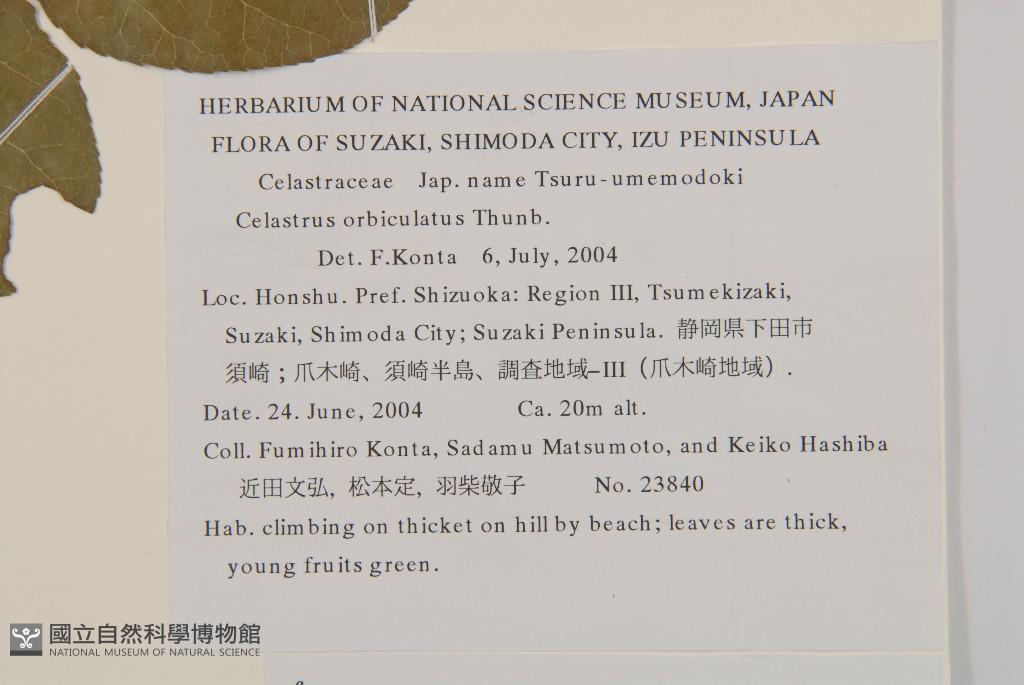 HERBARIUM OF NATIONAL SCIENCE MUSEUM, JAPAN
FLORA OF SUZAKI, SHIMODA CITY, IZU PENINSULA
Celastraceae Jap. name Tsuru-umemodoki
Celastrus orbiculatus Thunb.
Det. F.Konta 6, July, 2004
Loc. Honshu. Pref. Shizuoka: Region III, Tsumekizaki,
Suzaki, Shimoda City; Suzaki Peninsula. 静岡県下田市
須崎；爪木崎、須崎半島、調査地域–III（爪木崎地域）.
Date. 24. June, 2004 Ca. 20m alt.
Coll. Fumihiro Konta, Sadamu Matsumoto, and Keiko Hashiba
近田文弘, 松本定, 羽柴敬子 No. 23840
Hab. climbing on thicket on hill by beach; leaves are thick,
young fruits green.
國立自然科學博物館
NATIONAL MUSEUM OF NATURAL SCIENCE